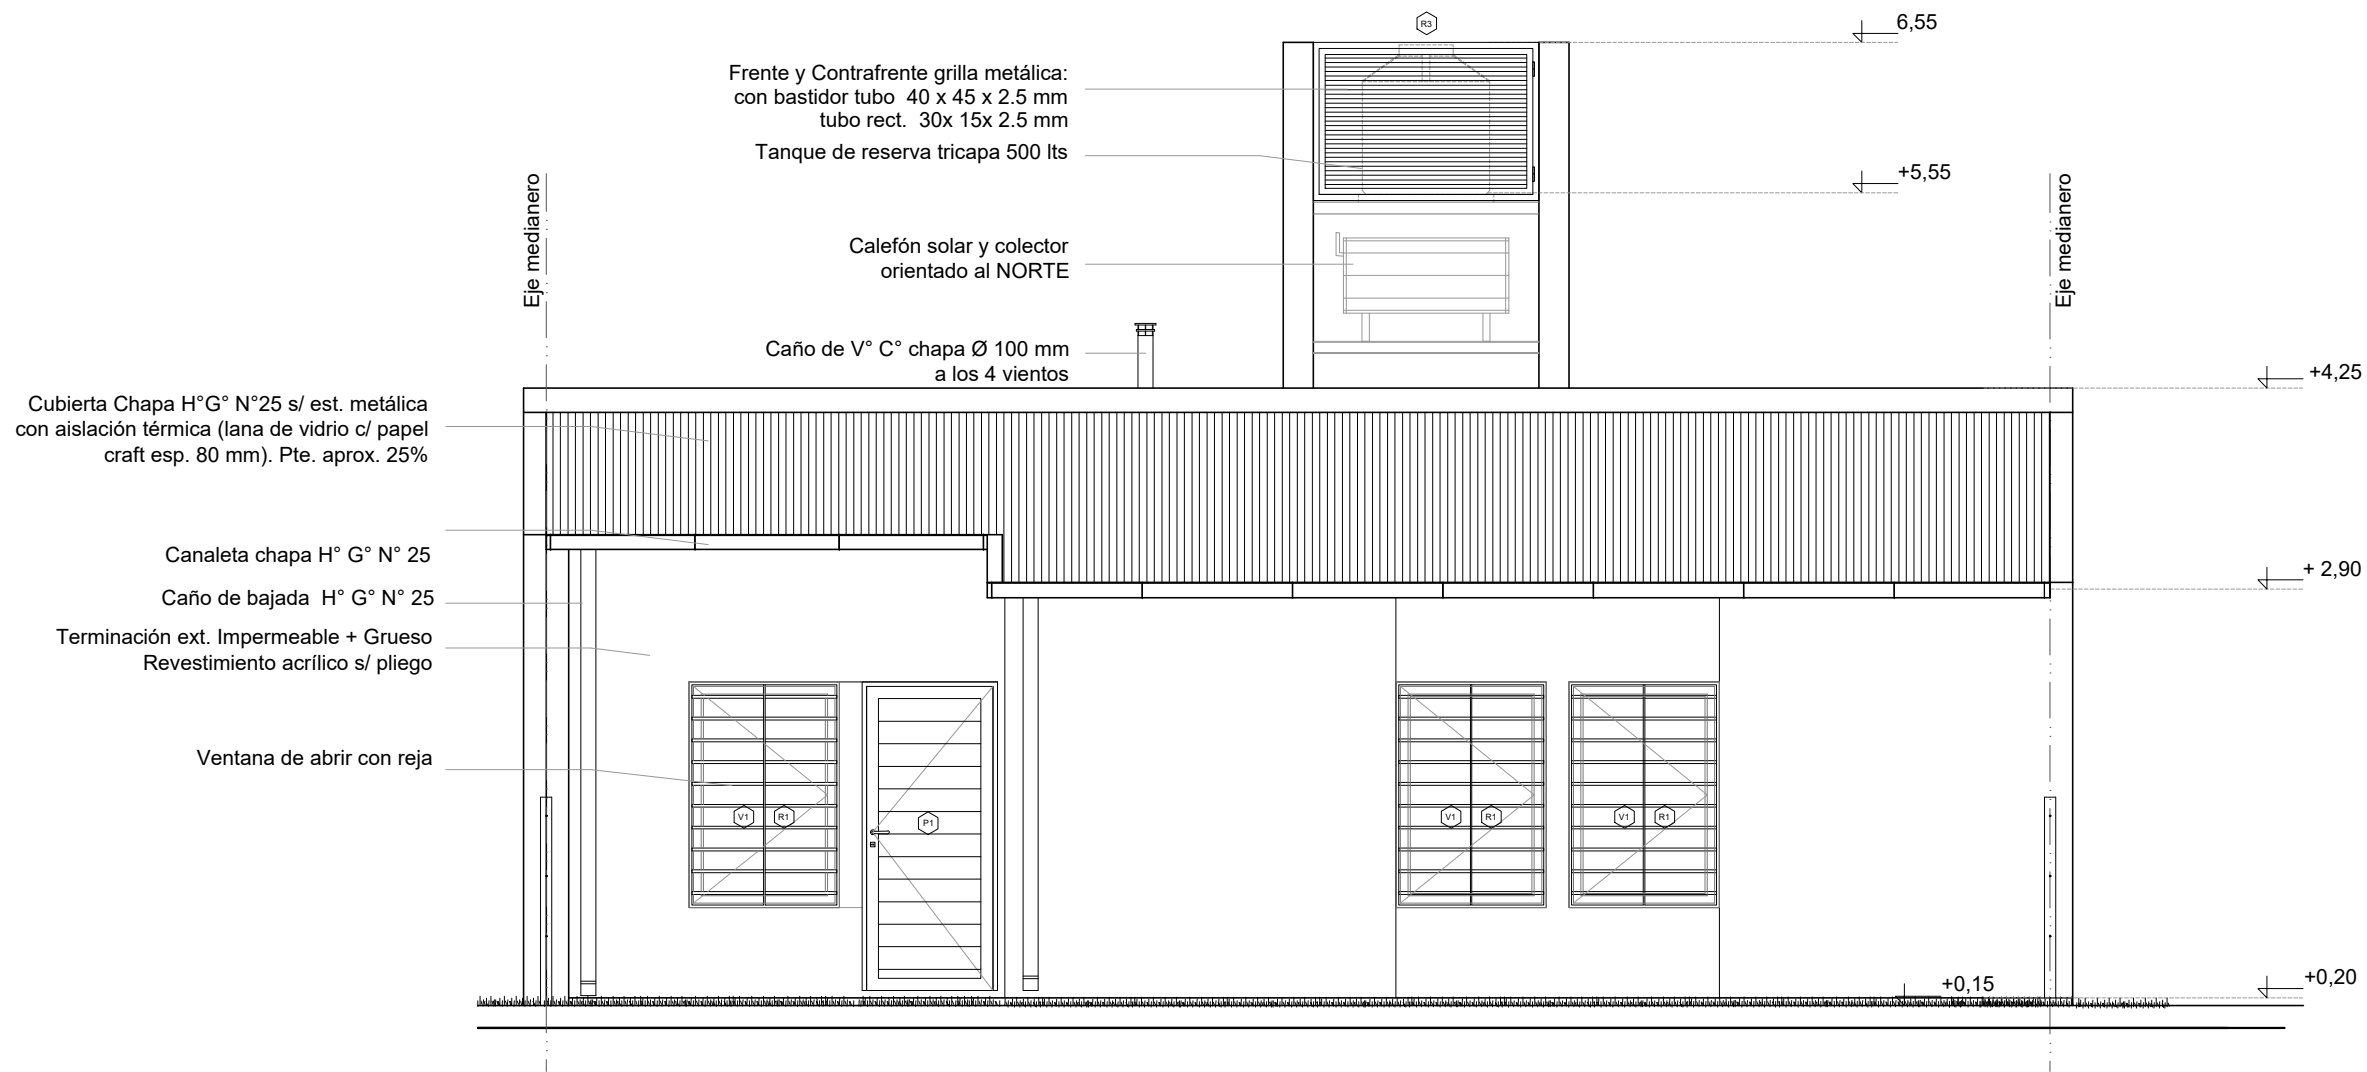 R3
6,55
Frente y Contrafrente grilla metálica:
con bastidor tubo  40 x 45 x 2.5 mm
tubo rect.  30x 15x 2.5 mm
Tanque de reserva tricapa 500 lts
+5,55
Eje medianero
Eje medianero
Calefón solar y colector
orientado al NORTE
Caño de V° C° chapa Ø 100 mm
a los 4 vientos
+4,25
Cubierta Chapa H°G° N°25 s/ est. metálica
con aislación térmica (lana de vidrio c/ papel
craft esp. 80 mm). Pte. aprox. 25%
Canaleta chapa H° G° N° 25
+ 2,90
Caño de bajada  H° G° N° 25
Terminación ext. Impermeable + Grueso
Revestimiento acrílico s/ pliego
Ventana de abrir con reja
V1
R1
P1
V1
R1
V1
R1
+0,15
+0,20